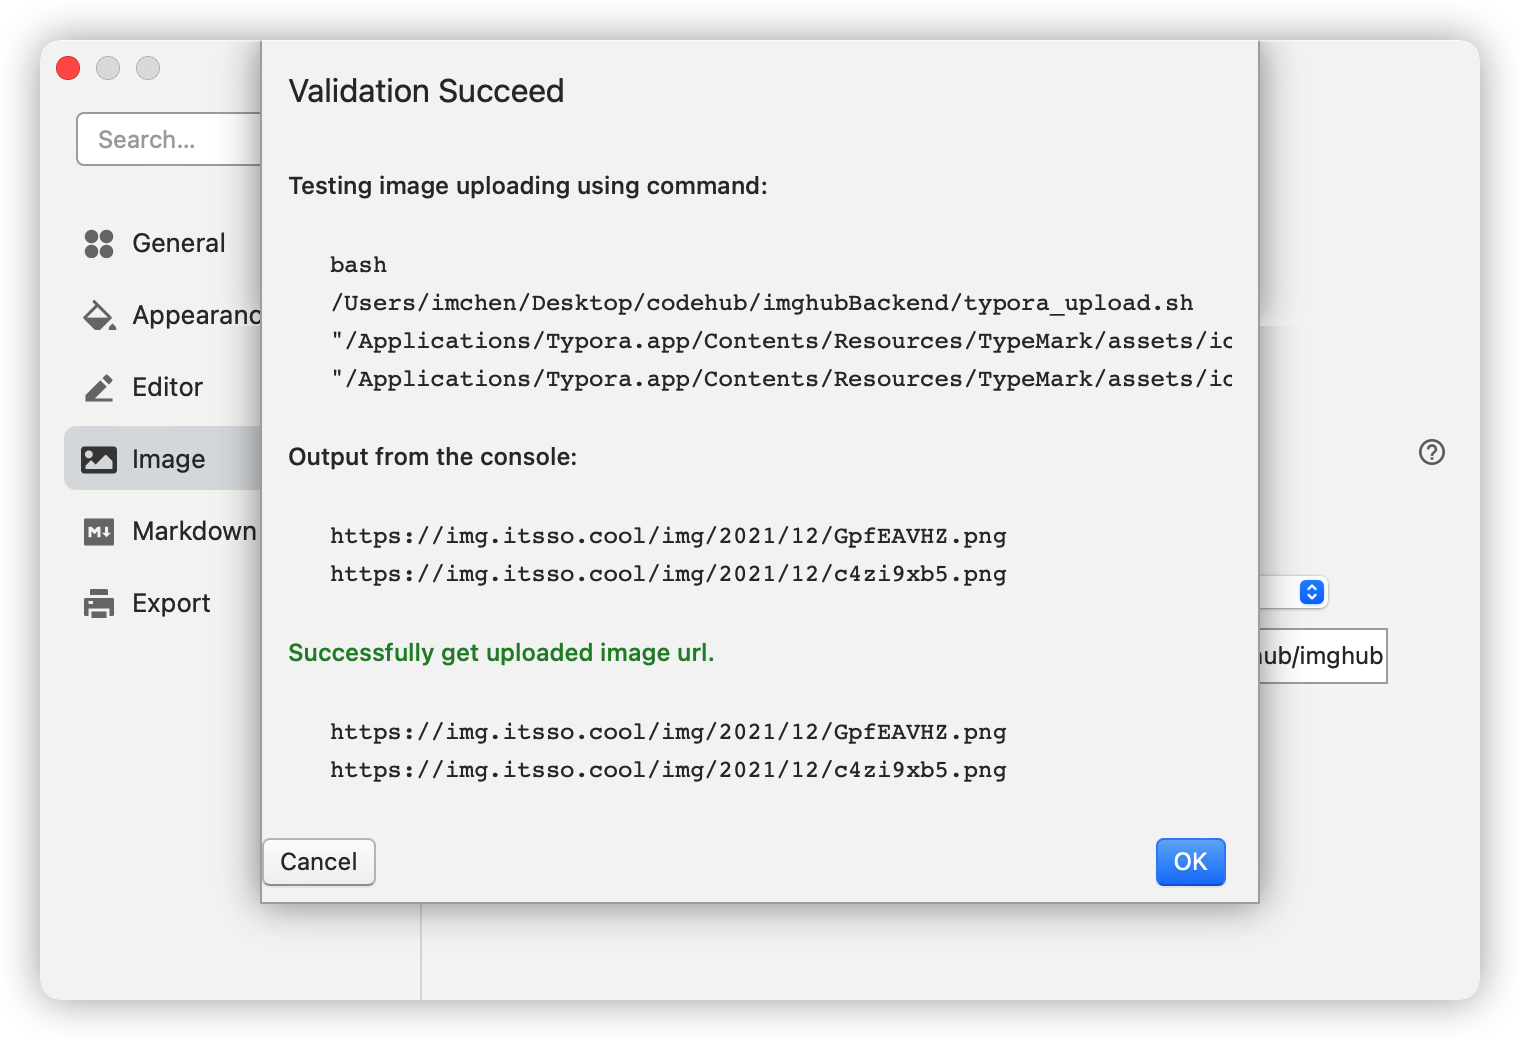 Search...
General
Appearanc
Editor
Image
Markdown
Export
Validation Succeed
Testing image uploading using command:
bash
/Users/imchen/Desktop/codehub/imghubBackend/typora_upload.sh
"/Applications/Typora.app/Contents/Resources/TypeMark/assets/ic
"/Applications/Typora.app/Contents/Resources/TypeMark/assets/ic
Output from the console:
https://img.itsso.cool/img/2021/12/GpfEAVHZ.png
https://img.itsso.cool/img/2021/12/c4zi9xb5.png
Successfully get uploaded image url.
https://img.itsso.cool/img/2021/12/GpfEAVHZ.png
https://img.itsso.cool/img/2021/12/c4zi9xb5.png
Cancel
OK
ub/imghub